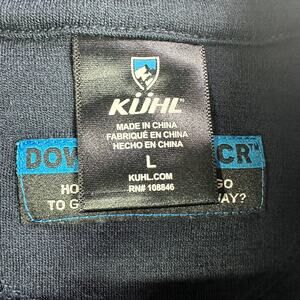 KÜHL
MADE IN CHINA
FABRIQUÉ EN CHINA
HECHO EN CHINA
L
KUHL.COM
RN# 108846
DOV CR™
HO GO
TO G WAY?